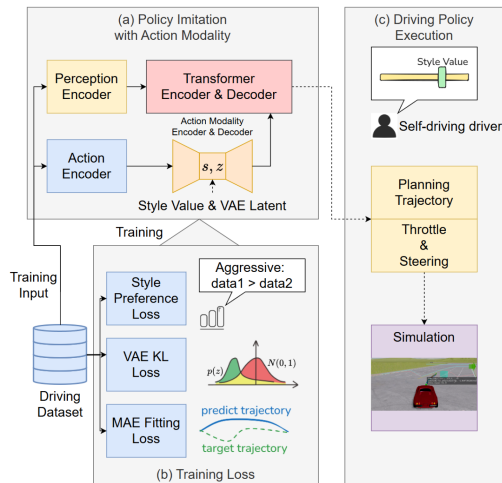 (a) Policy Imitation
with Action Modality
Perception
Encoder
Transformer
Encoder & Decoder
Action Modality
Encoder & Decoder
Action
Encoder
s, z
Style Value & VAE Latent
Training
Training
Input
Driving
Dataset
Style
Preference
Loss
Aggressive:
data1 > data2
VAE KL
Loss
p(z)
N(0, 1)
MAE Fitting
Loss
predict trajectory
target trajectory
(b) Training Loss
(c) Driving Policy
Execution
Style Value
Self-driving driver
Planning
Trajectory
Throttle
&
Steering
Simulation